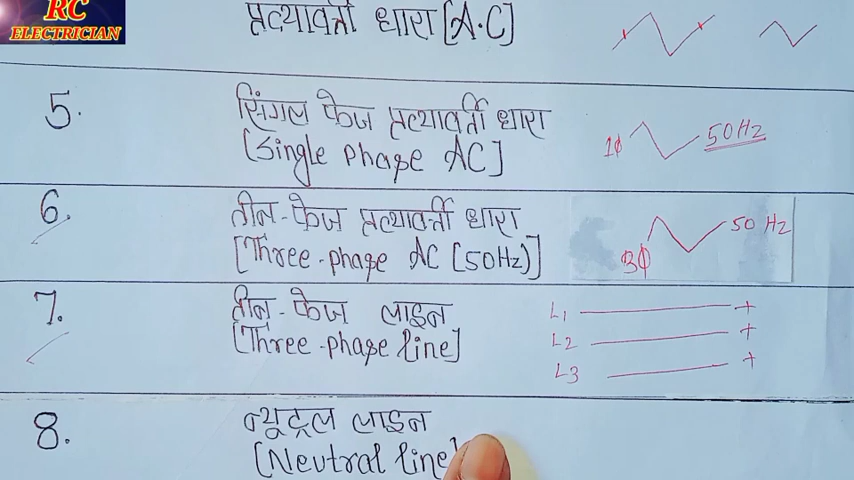 RC
ELECTRICIAN
प्रत्यावर्ती धारा [A.C]
5. सिंगल फेज प्रत्यावर्ती धारा
[Single phase AC]
1ϕ 50Hz
6. तीन-फेज प्रत्यावर्ती धारा
[Three-phase AC [50Hz)]
3ϕ 50 Hz
7. तीन-फेज लाइन
[Three-phase line]
L1 +
L2 +
L3 +
8. न्यूट्रल लाइन
[Neutral line]